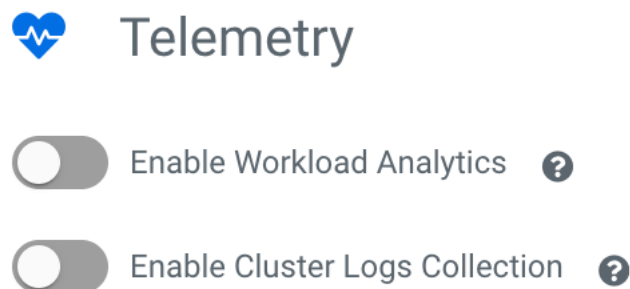 Telemetry
Enable Workload Analytics ?
Enable Cluster Logs Collection ?